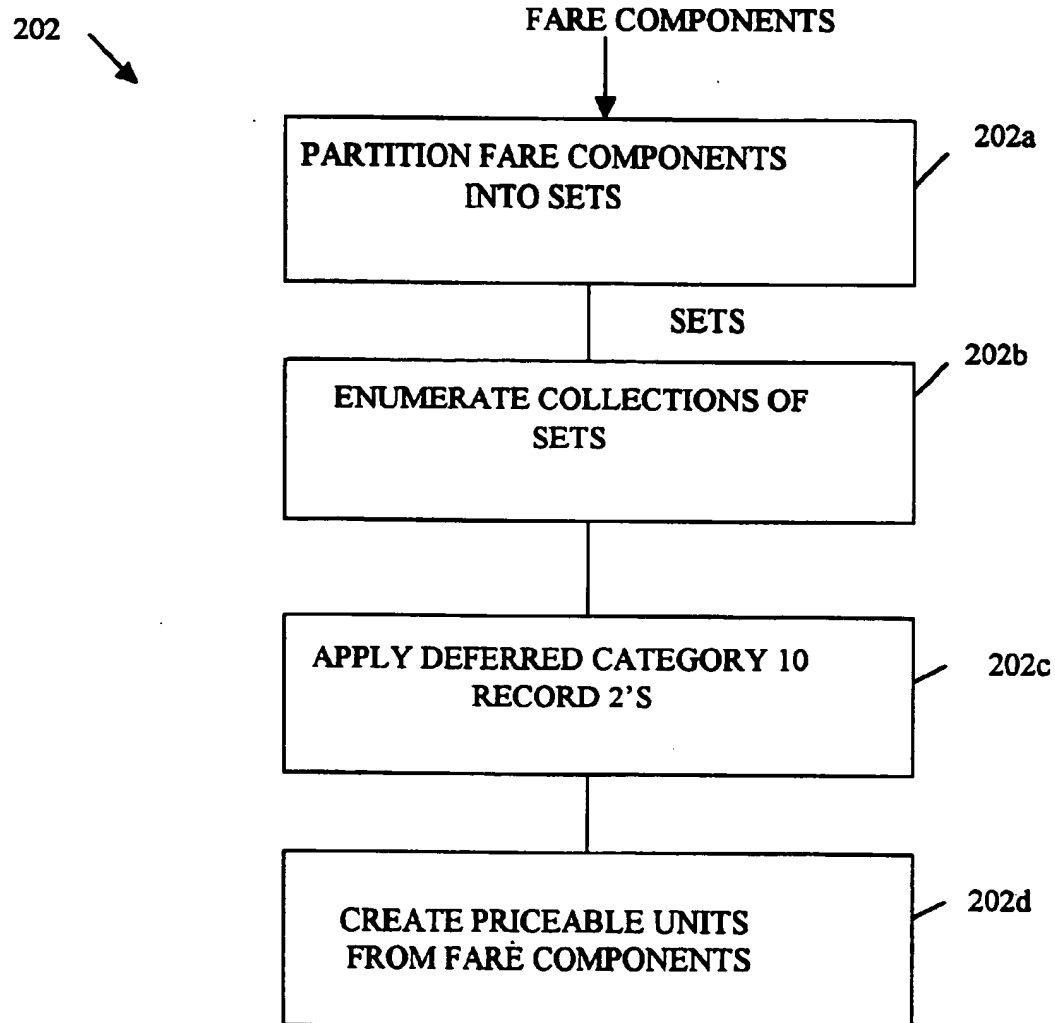 202
FARE COMPONENTS
PARTITION FARE COMPONENTS
INTO SETS
202a
SETS
202b
ENUMERATE COLLECTIONS OF
SETS
APPLY DEFERRED CATEGORY 10
RECORD 2'S
202c
CREATE PRICEABLE UNITS
FROM FARE COMPONENTS
202d